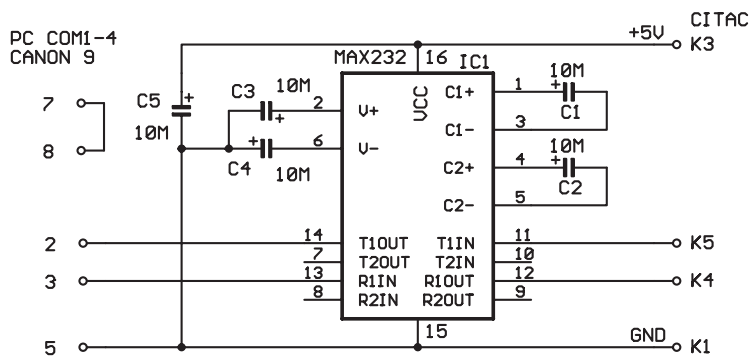 CITAC
PC COM1-4
CANON 9
+5V
K3
MAX232
16
IC1
VCC
C5
10M
C3
10M
2
V+
C4
10M
6
V-
7
8
C1+
1
10M
C1
C1-
3
C2+
4
10M
C2
C2-
5
2
14
T1OUT
T1IN
11
K5
7
T2OUT
T2IN
10
3
13
R1IN
R1OUT
12
K4
8
R2IN
R2OUT
9
5
15
GND
K1